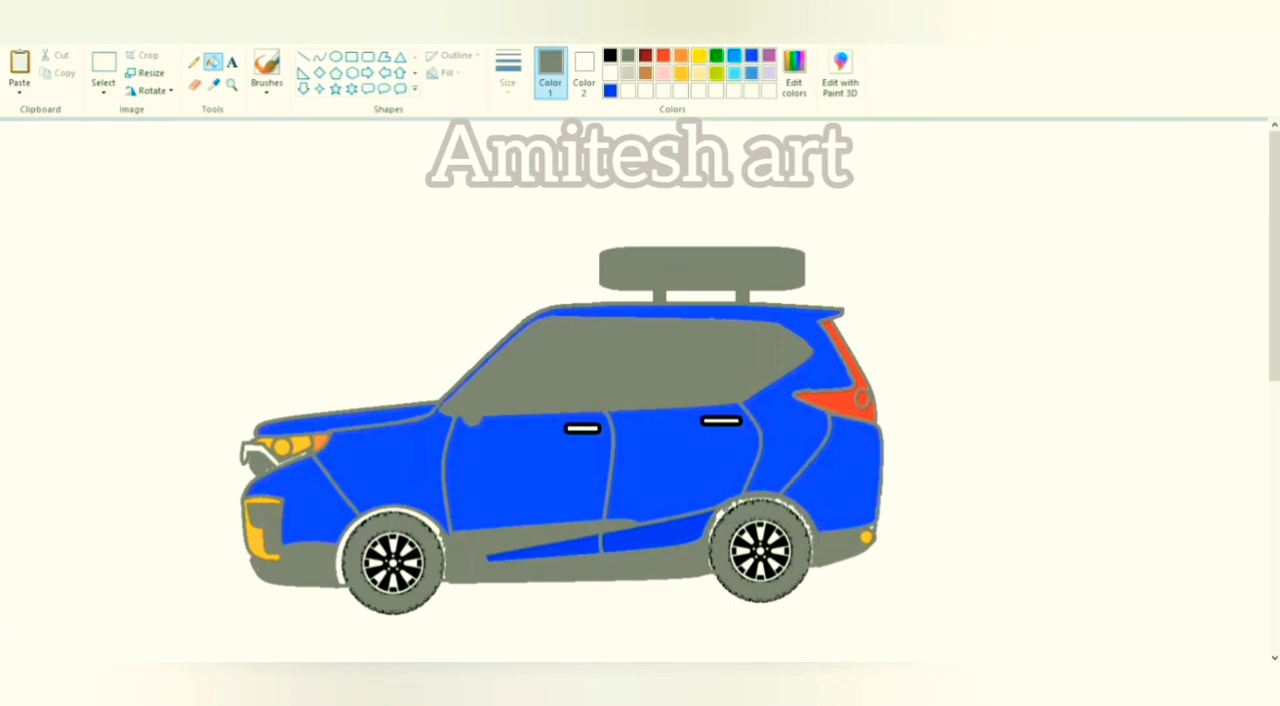 Paste
Cut
Copy
Clipboard
Select
Crop
Resize
Rotate
Image
A
Tools
Brushes
Shapes
Outline
Fill
Size
Color
1
Color
2
Colors
Edit
colors
Edit with
Paint 3D
Amitesh art